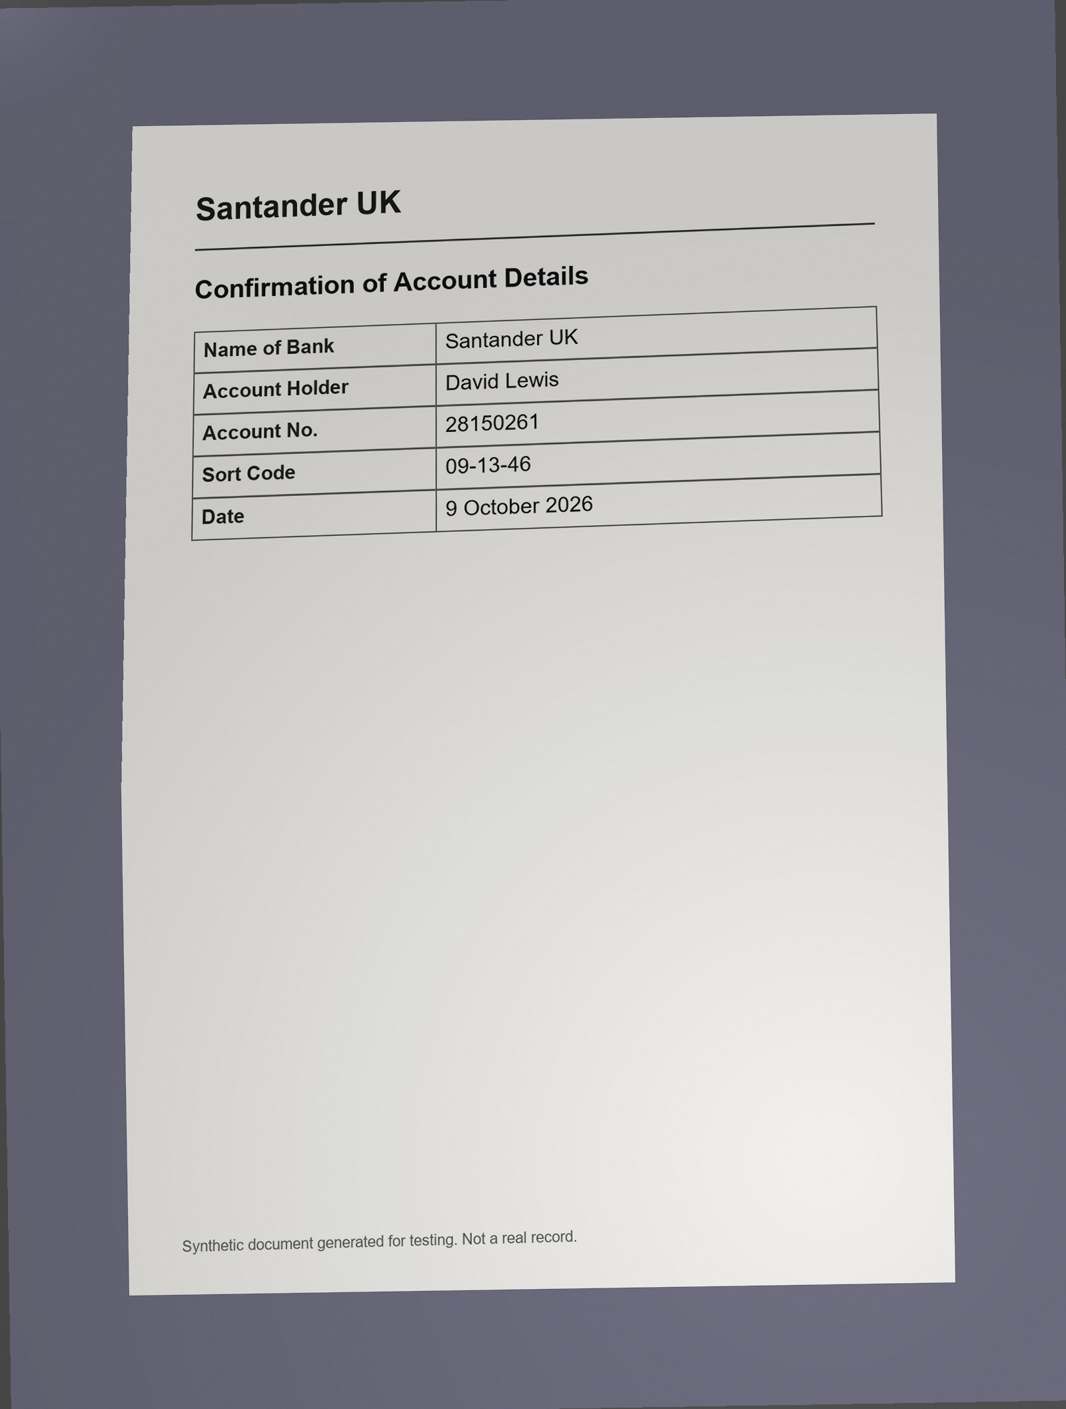 Santander UK
Confirmation of Account Details
Name of Bank Santander UK
Account Holder David Lewis
Account No. 28150261
Sort Code 09-13-46
Date 9 October 2026
Synthetic document generated for testing. Not a real record.